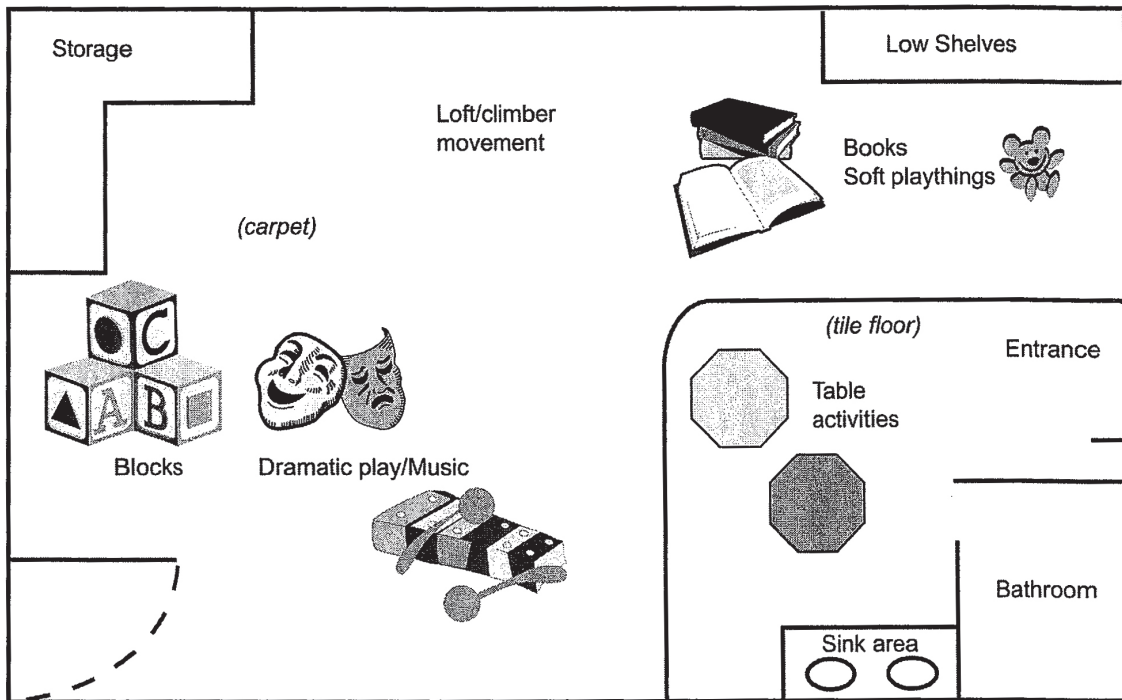 Storage
Low Shelves
Loft/climber
movement
Books
Soft playthings
(carpet)
(tile floor)
Entrance
C
A B
Table
activities
Blocks
Dramatic play/Music
Bathroom
Sink area